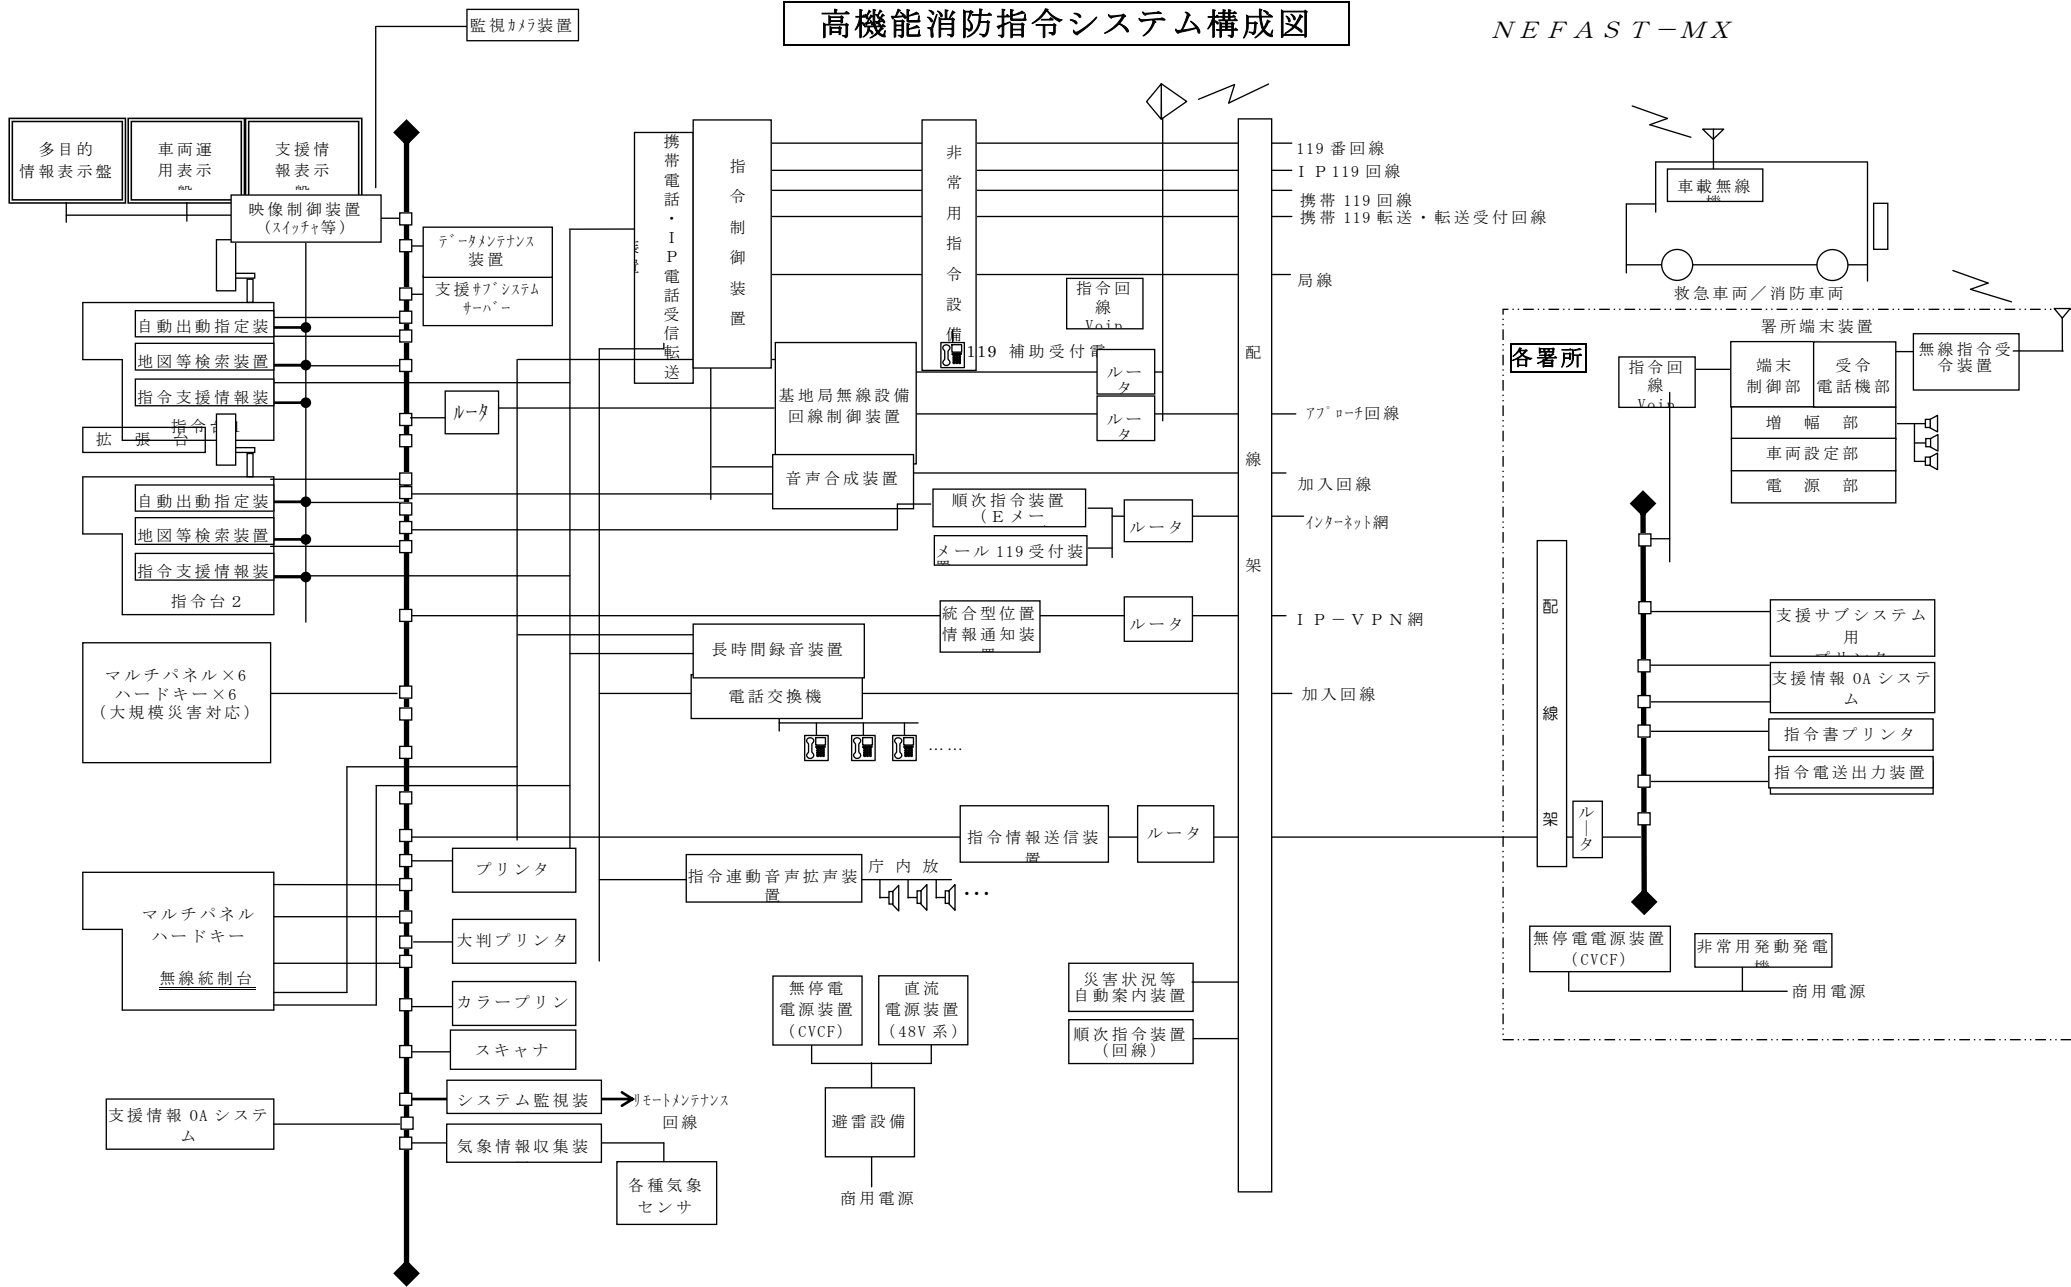 高機能消防指令システム構成図
ＮＥＦＡＳＴ－ＭＸ
監視ｶﾒﾗ装置
多目的
情報表示盤
車両運
用表示
支援情
報表示
映像制御装置
(ｽｲｯﾁｬ等)
ﾃﾞｰﾀﾒﾝﾃﾅﾝｽ
装置
支援ｻﾌﾞｼｽﾃﾑ
ｻｰﾊﾞｰ
自動出動指定装
地図等検索装置
指令支援情報装
指令台1
拡　張　台
自動出動指定装
地図等検索装置
指令支援情報装
指令台２
マルチパネル×6
ハードキー×6
（大規模災害対応）
マルチパネル
ハードキー
無線統制台
支援情報 OA システ
ム
ﾙｰﾀ
プリンタ
大判プリンタ
カラープリン
スキャナ
システム監視装
ﾘﾓｰﾄﾒﾝﾃﾅﾝｽ
回線
気象情報収集装
各種気象
センサ
携帯電話・ＩＰ電話受信転送
指令制御装置
非常用指令設備
119 補助受付電
指令回
線
Voip
基地局無線設備
回線制御装置
ルー
タ
ルー
タ
音声合成装置
順次指令装置
（Ｅメー
メール 119 受付装
ルータ
統合型位置
情報通知装
ルータ
長時間録音装置
電話交換機
……
指令情報送信装
置
ルータ
指令連動音声拡声装
置
庁 内 放
…
無停電
電源装置
(CVCF)
直流
電源装置
(48V 系)
避雷設備
商用電源
災害状況等
自動案内装置
順次指令装置
（回線）
配線架
119 番回線
ＩＰ119 回線
携帯 119 回線
携帯 119 転送・転送受付回線
局線
ｱﾌﾟﾛｰﾁ回線
加入回線
ｲﾝﾀｰﾈｯﾄ網
ＩＰ－ＶＰＮ網
加入回線
車載無線
機
救急車両／消防車両
各署所
署所端末装置
指令回
線
Voip
端末
制御部
受令
電話機部
増　幅　部
車両設定部
電　源　部
無線指令受
令装置
配線架
ルータ
支援サブシステム
用
プリンタ
支援情報 OA システ
ム
指令書プリンタ
指令電送出力装置
無停電電源装置
(CVCF)
非常用発動発電
機
商用電源